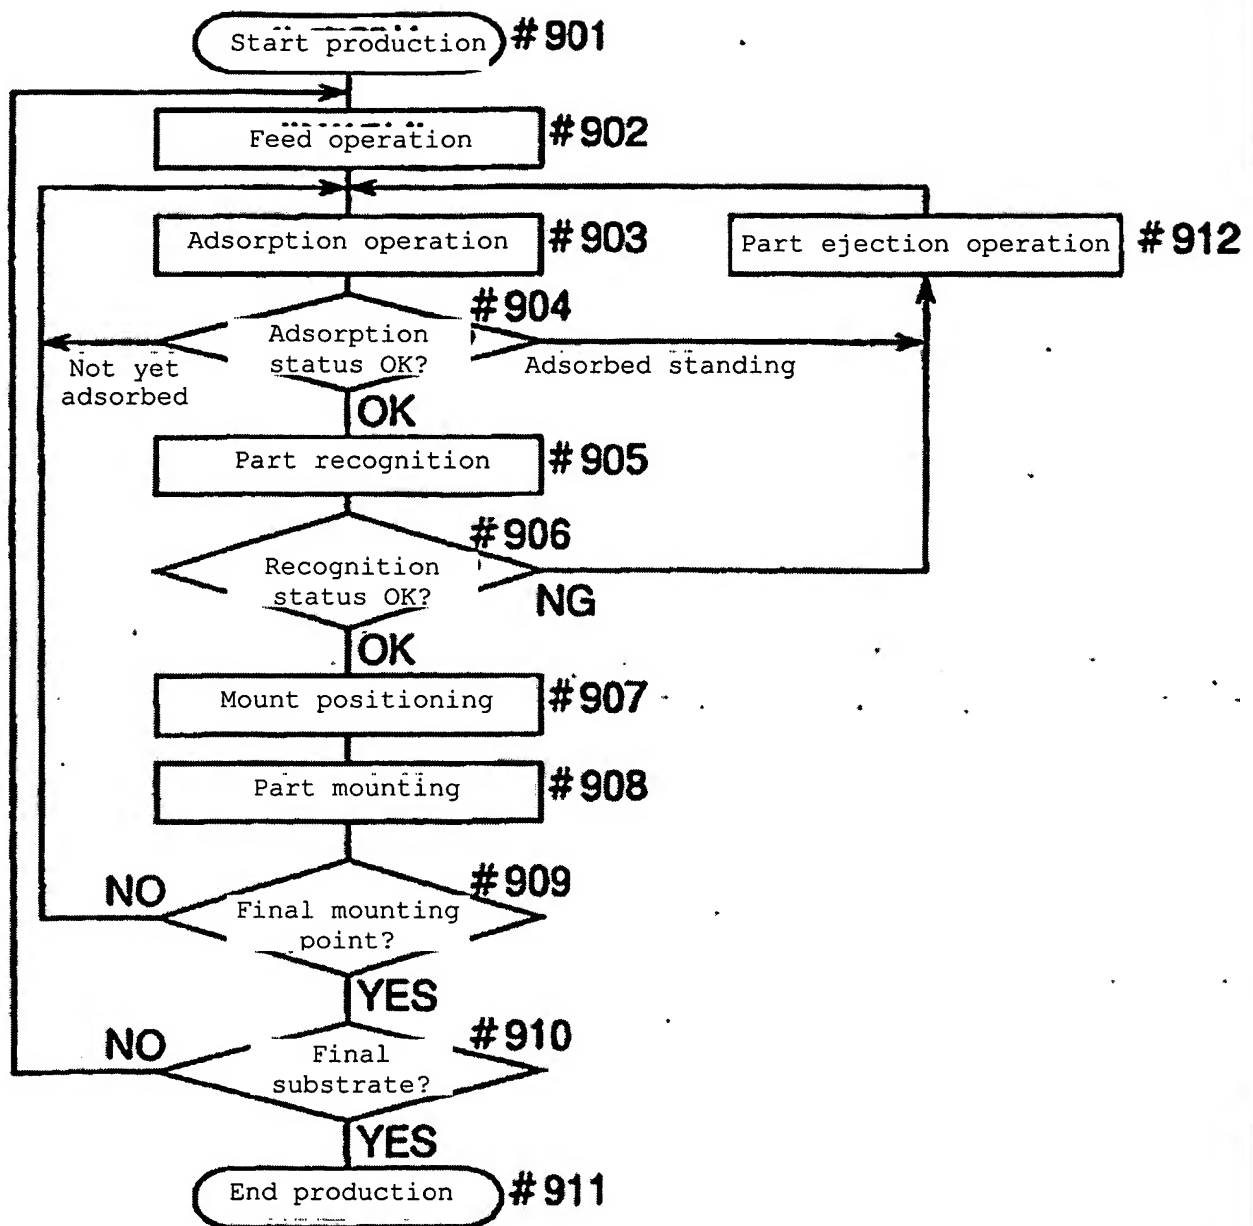 Start production #901
Feed operation #902
Adsorption operation #903
Part ejection operation #912
#904
Adsorption
status OK?
Not yet
adsorbed
Adsorbed standing
OK
Part recognition #905
#906
Recognition
status OK?
NG
OK
Mount positioning #907
Part mounting #908
#909
NO
Final mounting
point?
YES
#910
NO
Final
substrate?
YES
End production #911